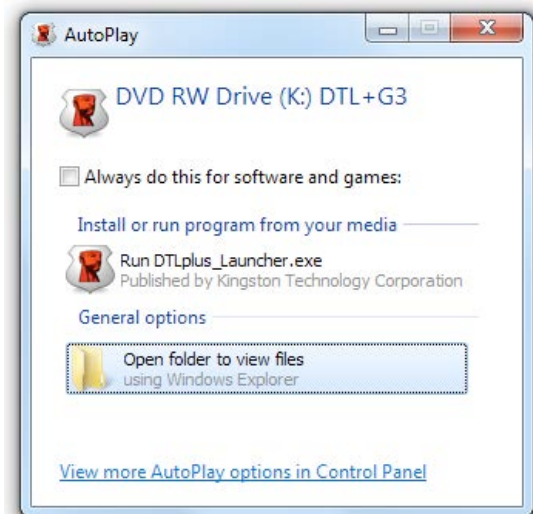 AutoPlay
DVD RW Drive (K:) DTL+G3
Always do this for software and games:
Install or run program from your media
Run DTLplus_Launcher.exe
Published by Kingston Technology Corporation
General options
Open folder to view files
using Windows Explorer
View more AutoPlay options in Control Panel